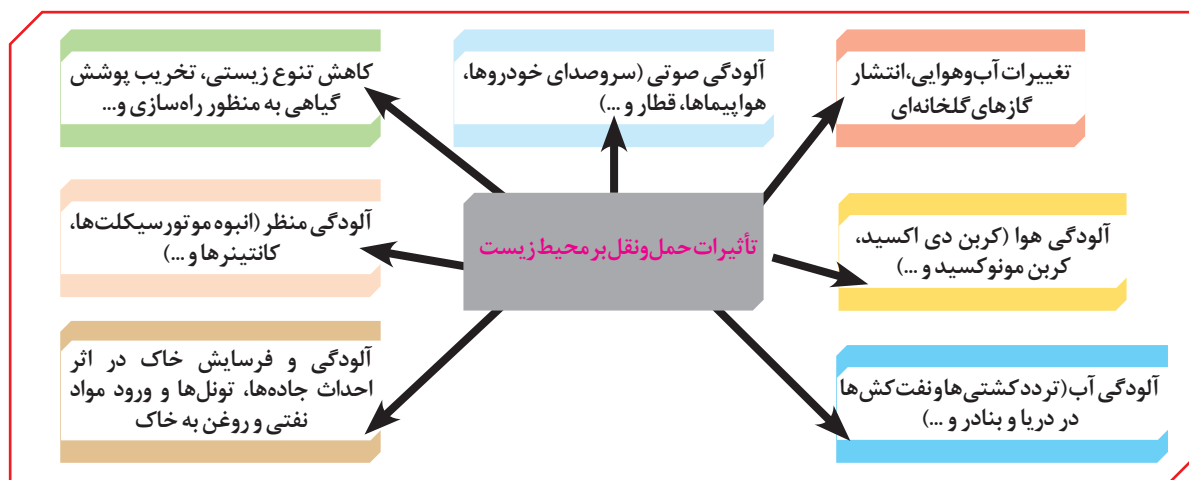 تغییرات آب‌وهوایی،انتشار
گازهای گلخانه‌ای
آلودگی صوتی (سروصدای خودروها،
هواپیماها، قطار و ...)
کاهش تنوع زیستی، تخریب پوشش
گیاهی به منظور راه‌سازی و...
تأثیرات حمل‌ونقل بر محیط زیست
آلودگی هوا (کربن دی اکسید،
کربن مونوکسید و ...)
آلودگی منظر (انبوه موتورسیکلت‌ها،
کانتینرها و ...)
آلودگی آب(تردد کشتی‌ها و نفت‌کش‌ها
در دریا و بنادر و ...)
آلودگی و فرسایش خاک در اثر
احداث جاده‌ها، تونل‌ها و ورود مواد
نفتی و روغن به خاک